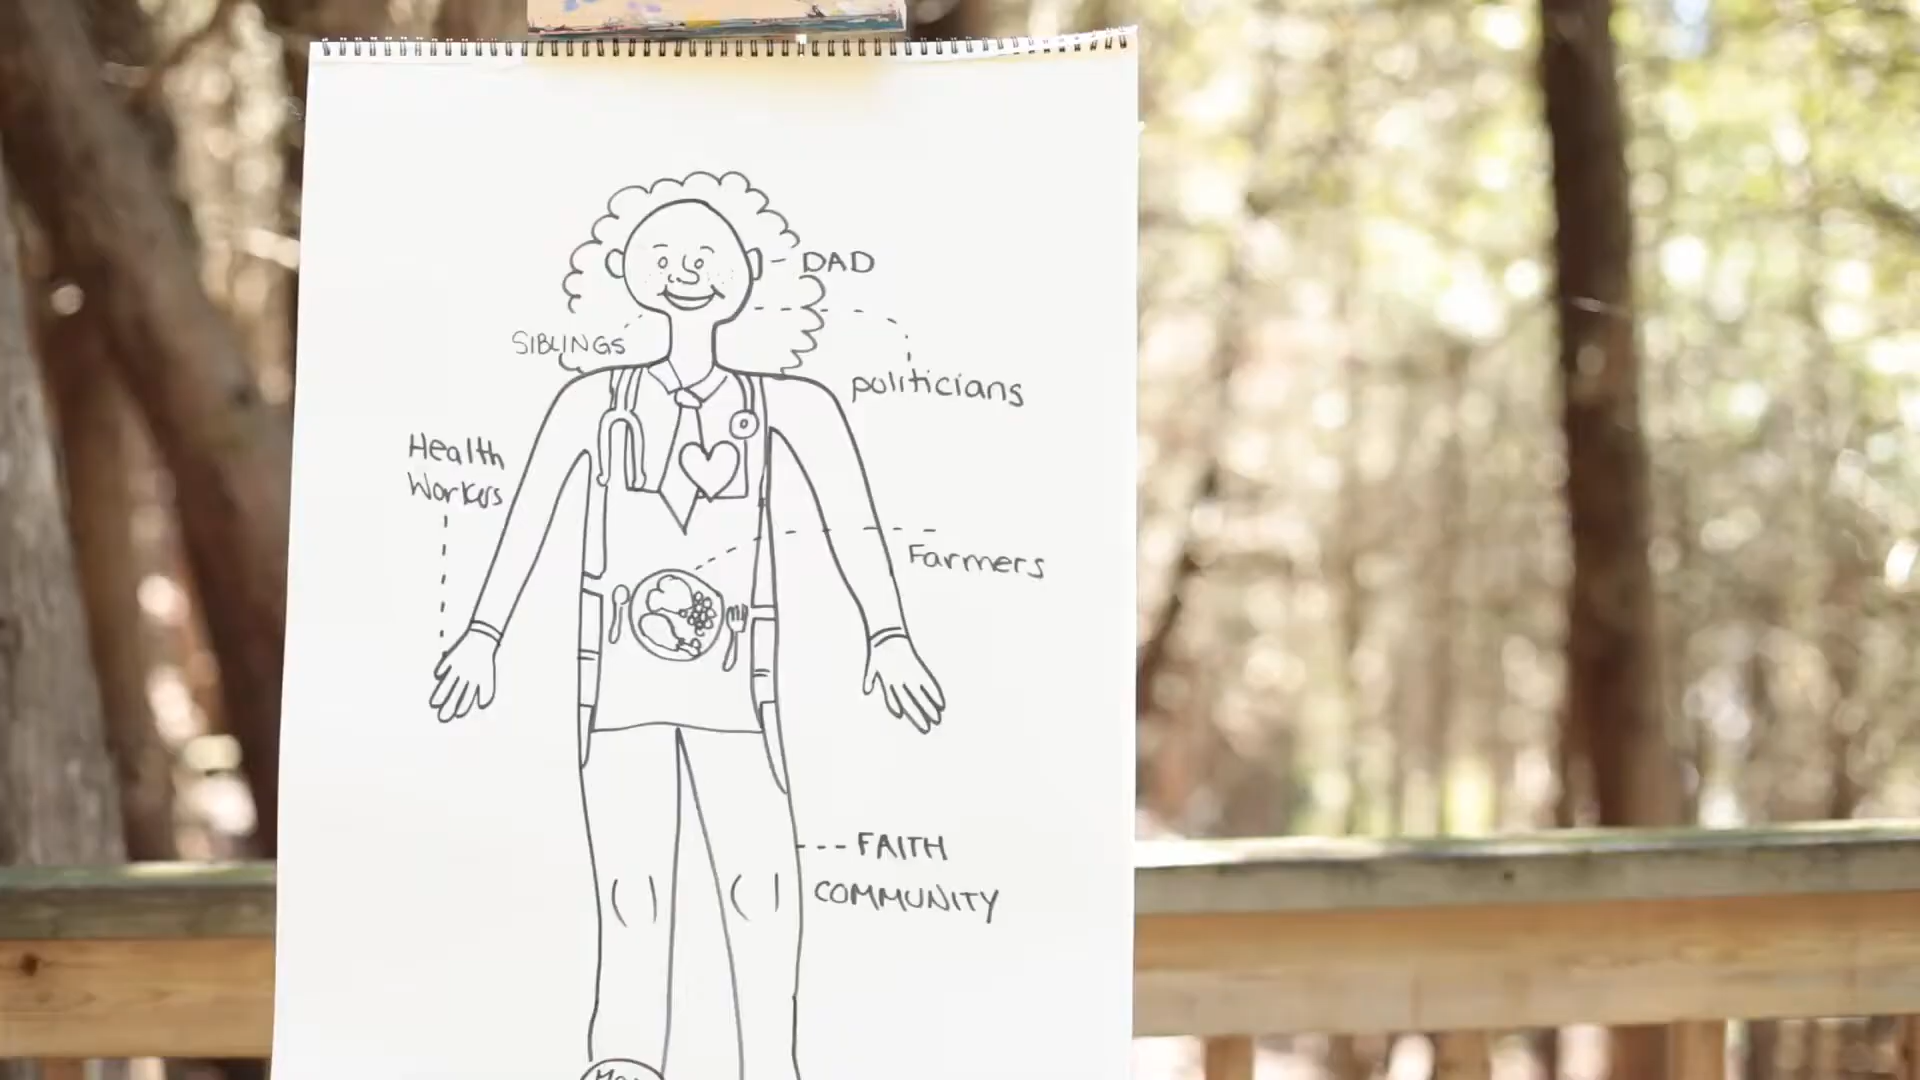 DAD
SIBLINGS
politicians
Health
Workers
Farmers
FAITH
COMMUNITY